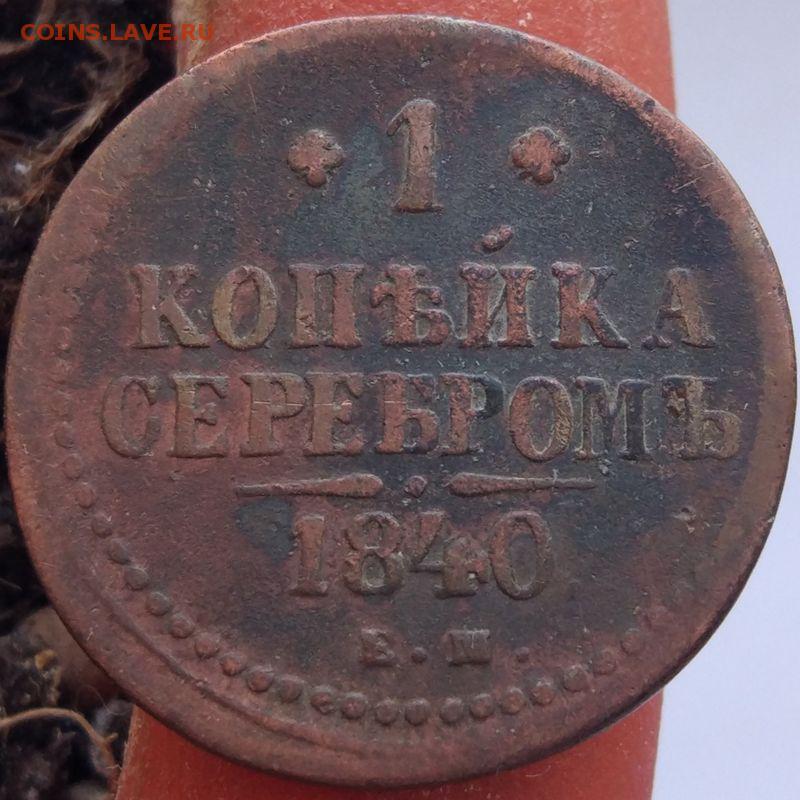 COINS.LAVE.RU
1
КОПѢЙКА
СЕРЕБРОМЪ
1840
Е. М.